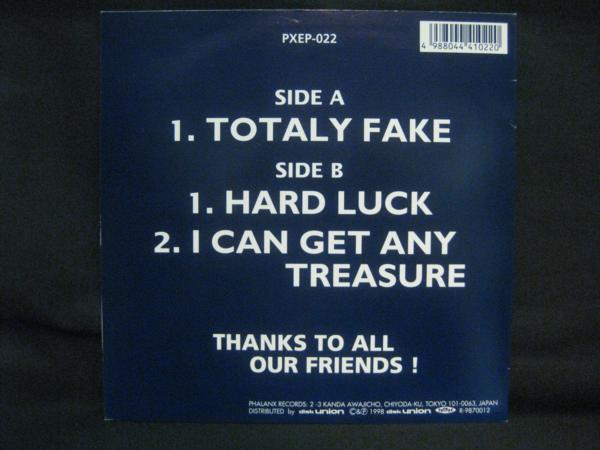 PXEP-022
4 988044 410220
SIDE A
1. TOTALY FAKE
SIDE B
1. HARD LUCK
2. I CAN GET ANY
TREASURE
THANKS TO ALL
OUR FRIENDS !
PHALANX RECORDS: 2 -3 KANDA AWAJICHO, CHIYODA-KU, TOKYO 101-0063, JAPAN
DISTRIBUTED by disk union ©&℗ 1998 disk union R-9870012